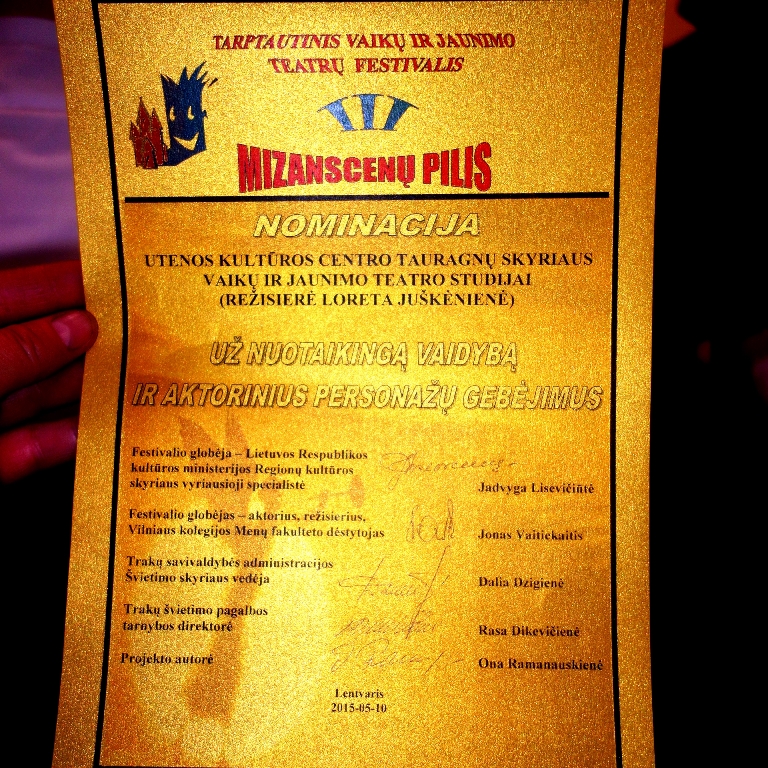 TARPTAUTINIS VAIKŲ IR JAUNIMO
TEATRŲ FESTIVALIS
III
MIZANSCENŲ PILIS
NOMINACIJA
UTENOS KULTŪROS CENTRO TAURAGNŲ SKYRIAUS
VAIKŲ IR JAUNIMO TEATRO STUDIJAI
(REŽISIERĖ LORETA JUŠKĖNIENĖ)
UŽ NUOTAIKINGĄ VAIDYBĄ
IR AKTORINIUS PERSONAŽŲ GEBĖJIMUS
Festivalio globėja – Lietuvos Respublikos
kultūros ministerijos Regionų kultūros
skyriaus vyriausioji specialistė
Jadvyga Lisevičiūtė
Festivalio globėjas – aktorius, režisierius,
Vilniaus kolegijos Menų fakulteto dėstytojas
Jonas Vaitiekaitis
Trakų savivaldybės administracijos
Švietimo skyriaus vedėja
Dalia Dzigienė
Trakų švietimo pagalbos
tarnybos direktorė
Rasa Dikevičienė
Projekto autorė
Ona Ramanauskienė
Lentvaris
2015-05-10